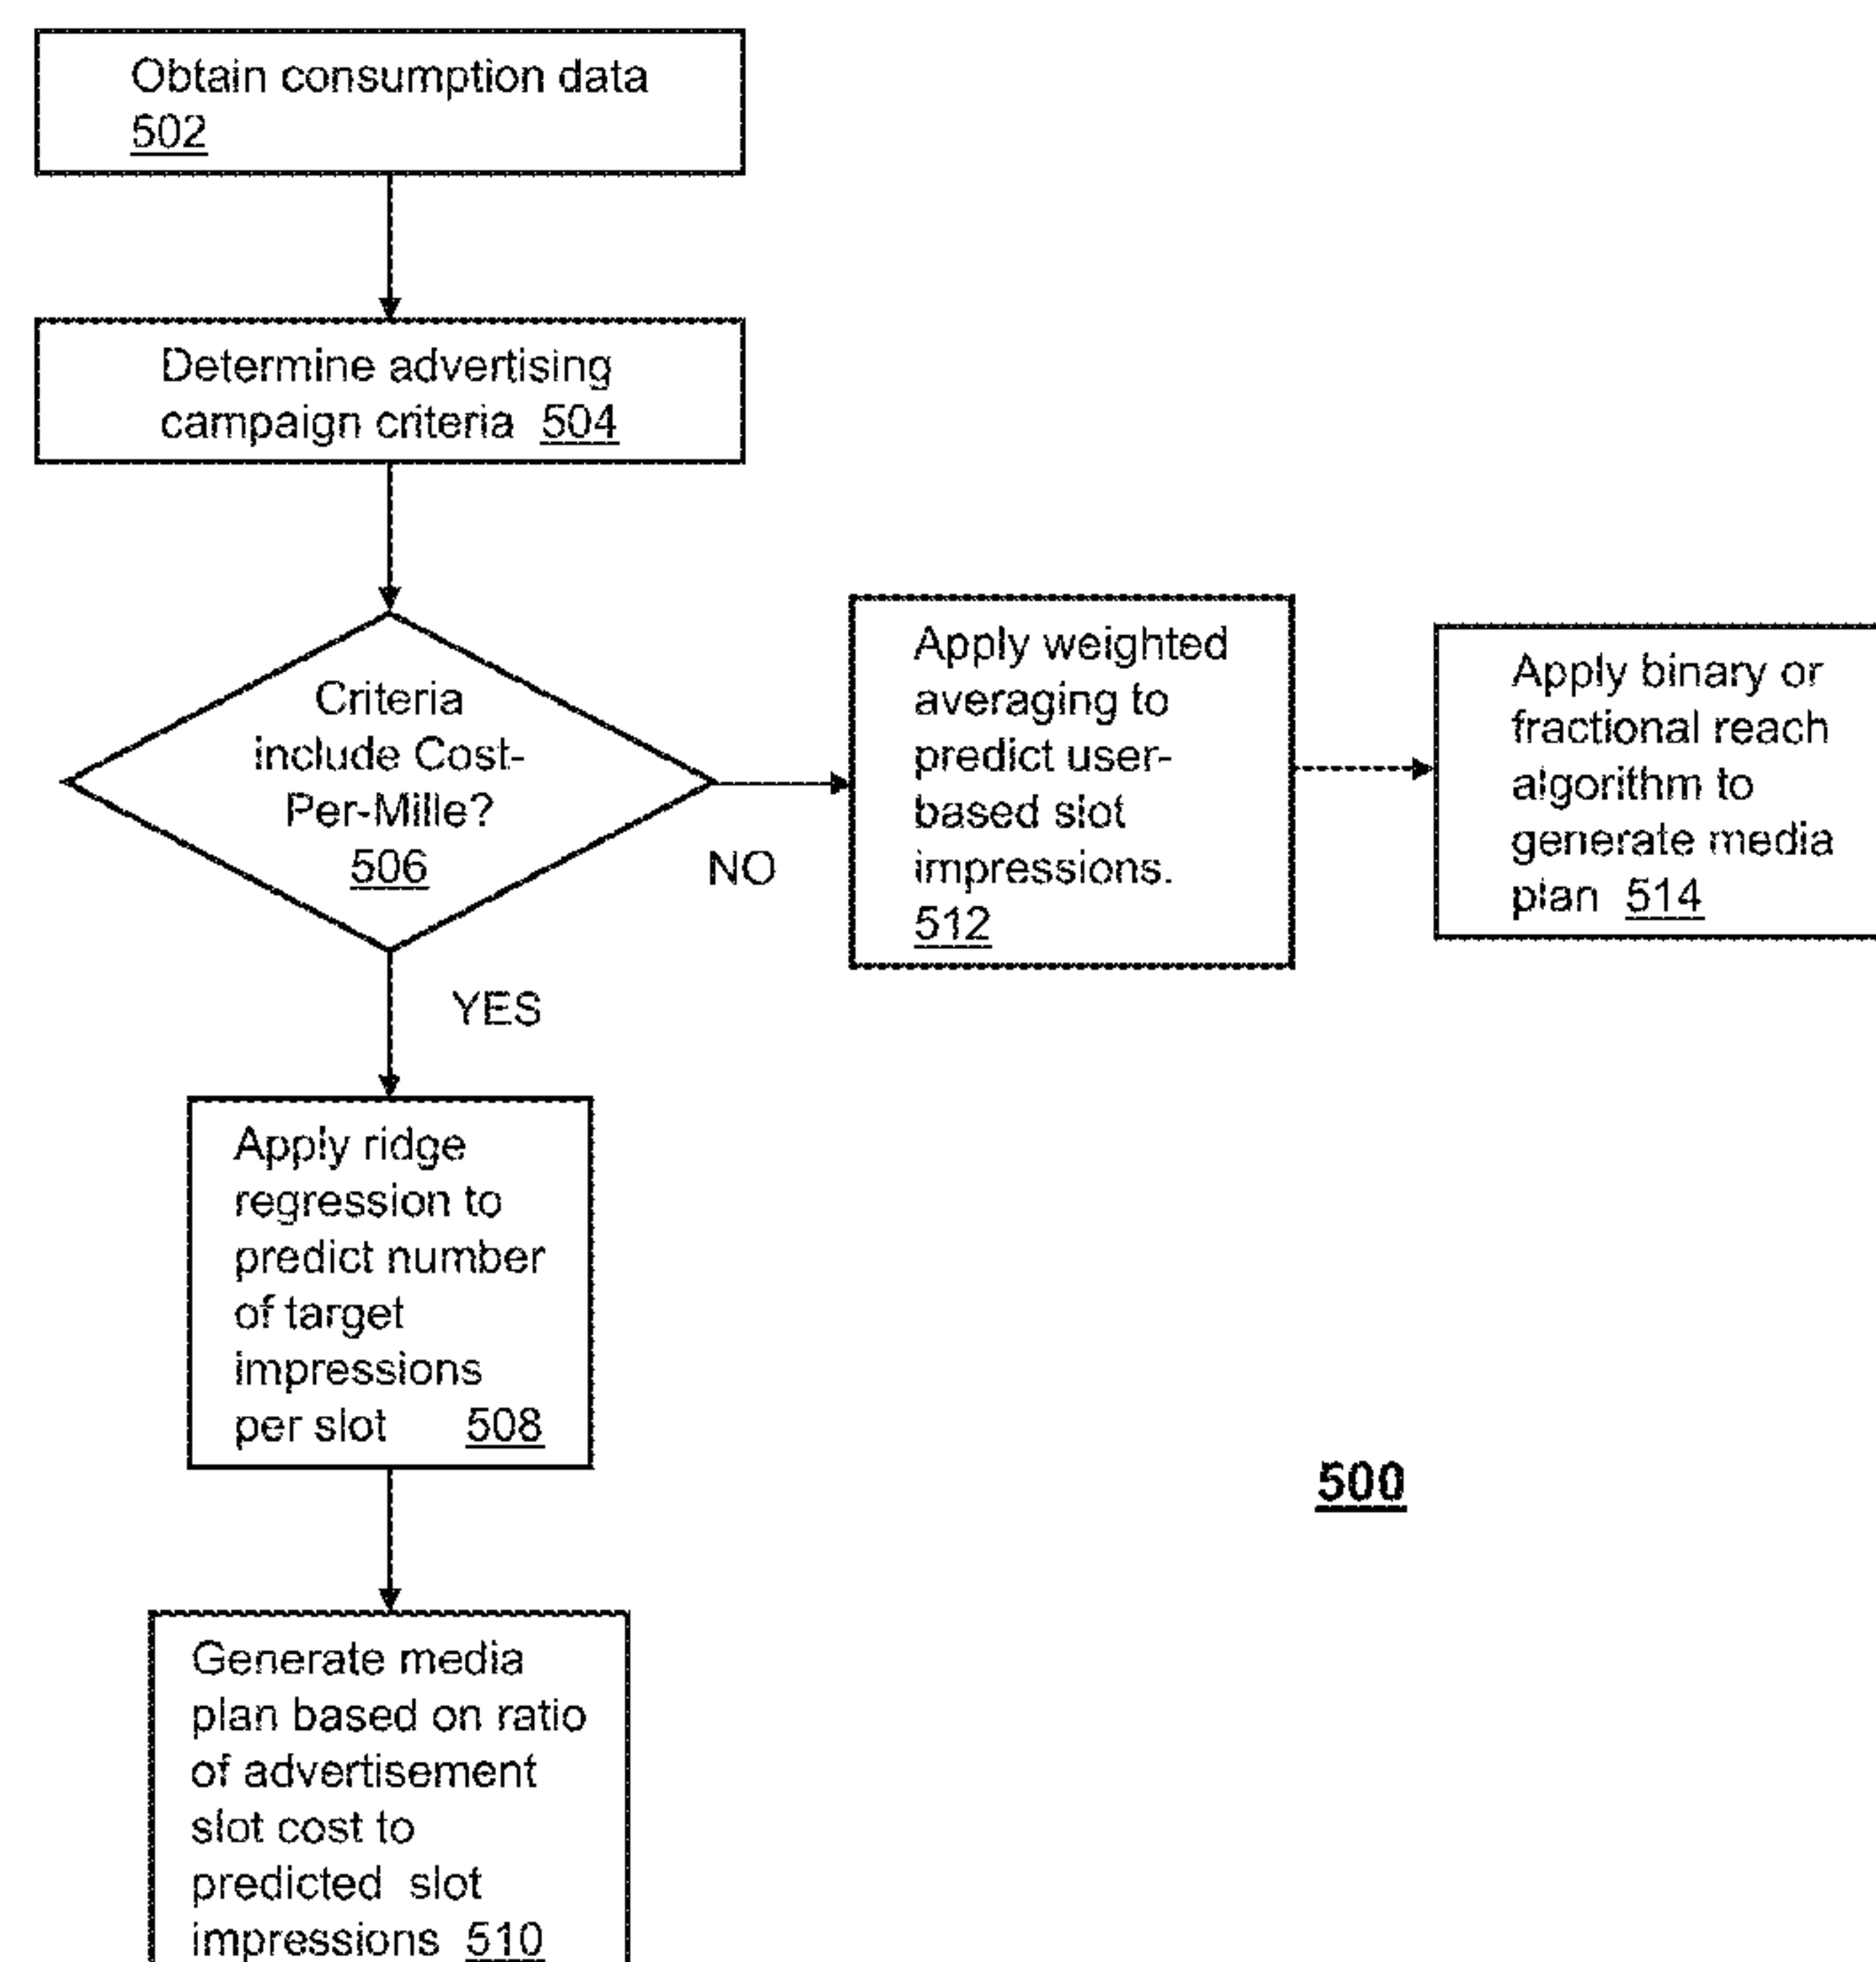 Obtain consumption data
502
Determine advertising
campaign criteria 504
Criteria
include Cost-
Per-Mille?
506
NO
Apply weighted
averaging to
predict user-
based slot
impressions.
512
Apply binary or
fractional reach
algorithm to
generate media
plan 514
YES
Apply ridge
regression to
predict number
of target
impressions
per slot 508
500
Generate media
plan based on ratio
of advertisement
slot cost to
predicted slot
impressions 510